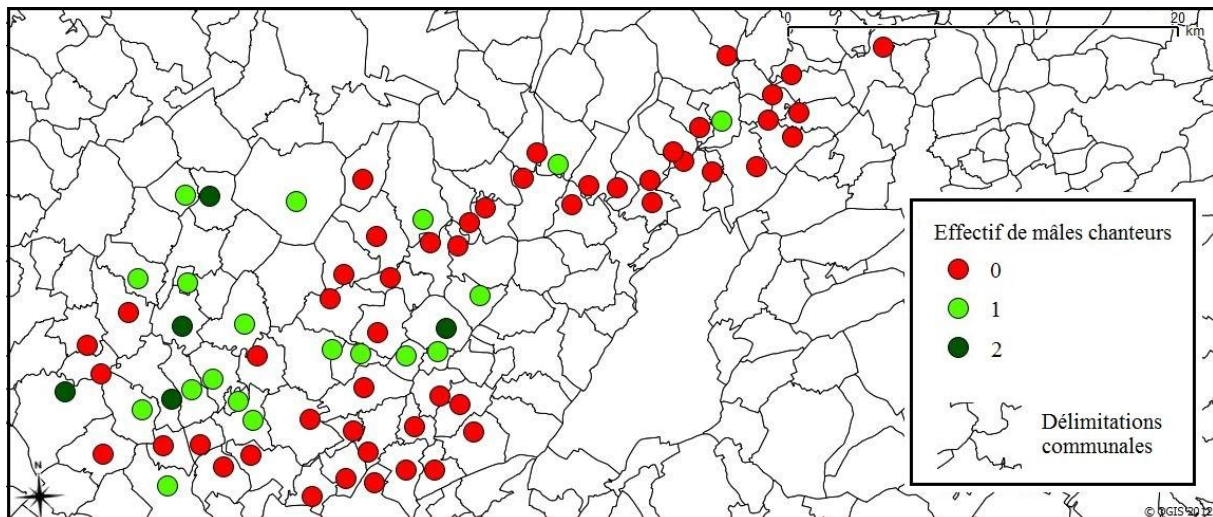 0 20
km
Effectif de mâles chanteurs
0
1
2
Délimitations
communales
N
© QGIS 2012